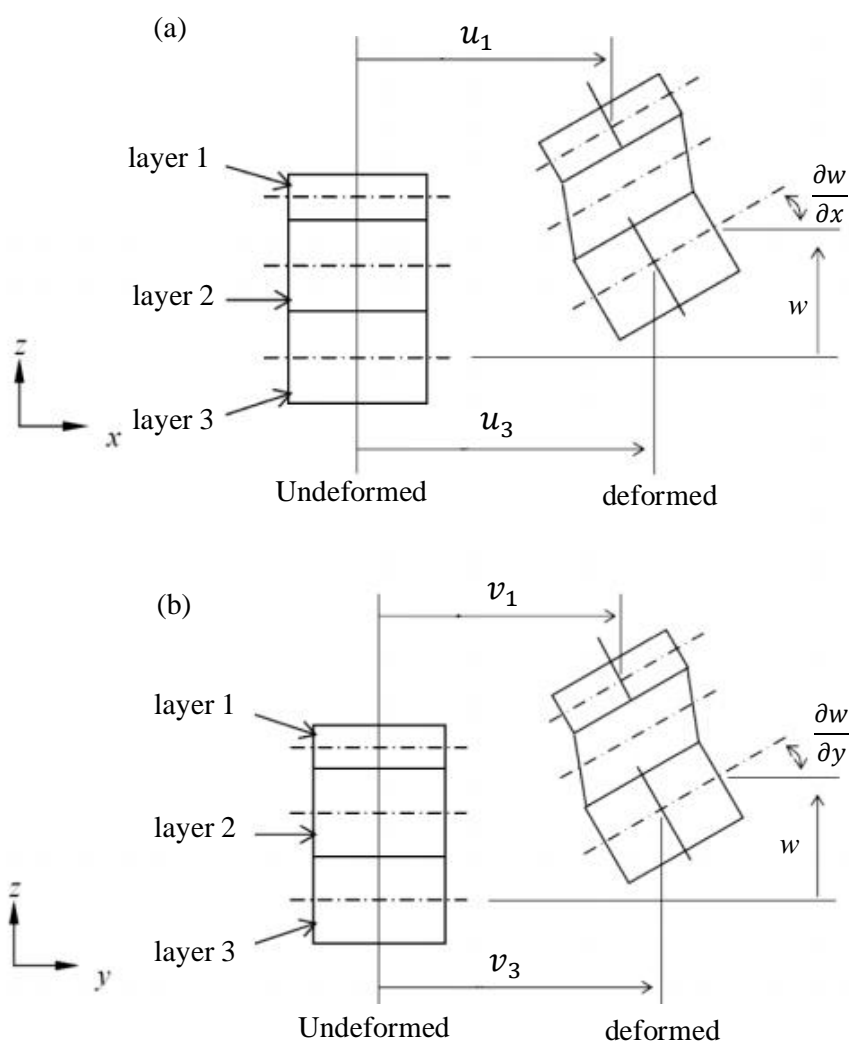 (a)
u₁
layer 1
∂w
∂x
layer 2
w
z
layer 3
x
u₃
Undeformed
deformed
(b)
v₁
layer 1
∂w
∂y
layer 2
w
z
layer 3
y
v₃
Undeformed
deformed